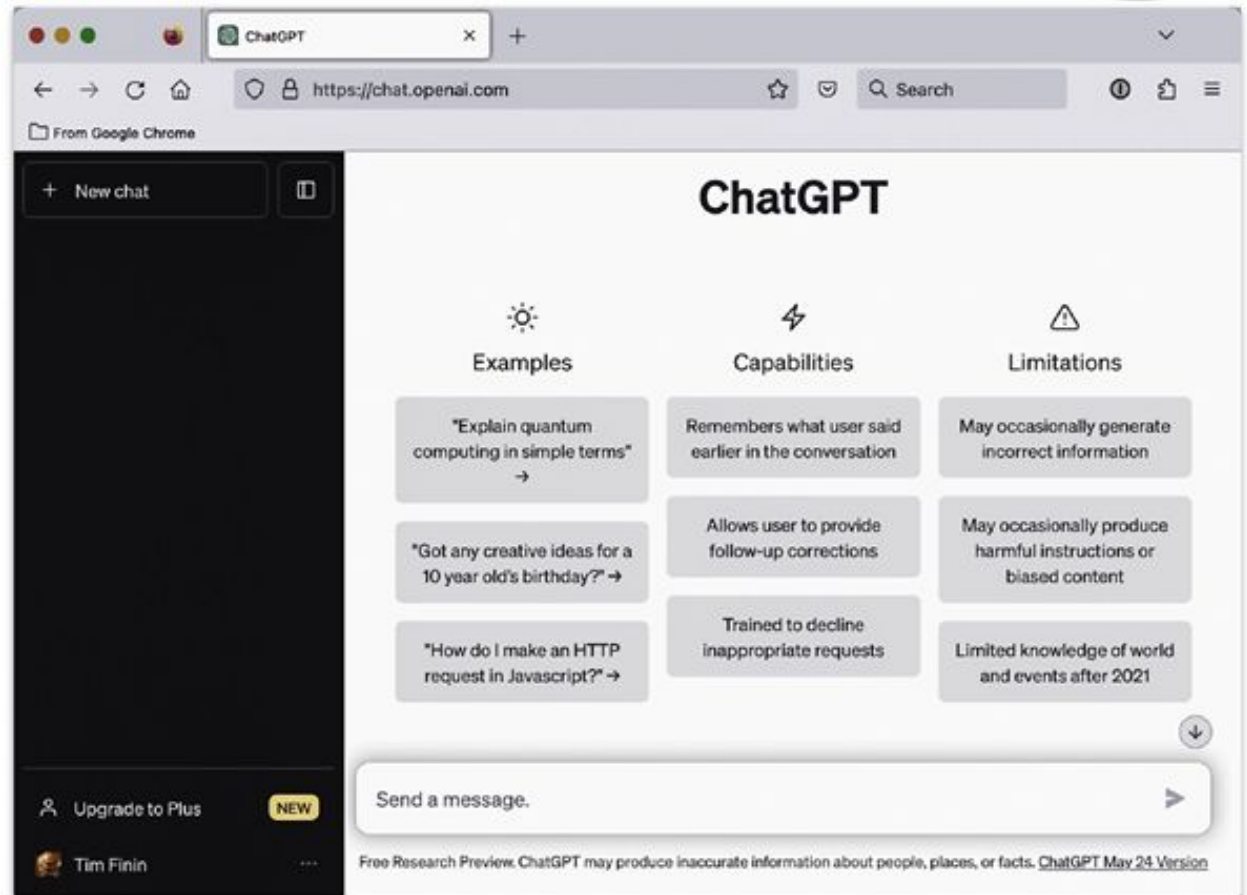 ChatGPT
https://chat.openai.com
Search
From Google Chrome
+ New chat
Upgrade to Plus
NEW
Tim Finin
ChatGPT
Examples
"Explain quantum
computing in simple terms"
→
"Got any creative ideas for a
10 year old's birthday?" →
"How do I make an HTTP
request in Javascript?" →
Capabilities
Remembers what user said
earlier in the conversation
Allows user to provide
follow-up corrections
Trained to decline
inappropriate requests
Limitations
May occasionally generate
incorrect information
May occasionally produce
harmful instructions or
biased content
Limited knowledge of world
and events after 2021
Send a message.
Free Research Preview. ChatGPT may produce inaccurate information about people, places, or facts. ChatGPT May 24 Version